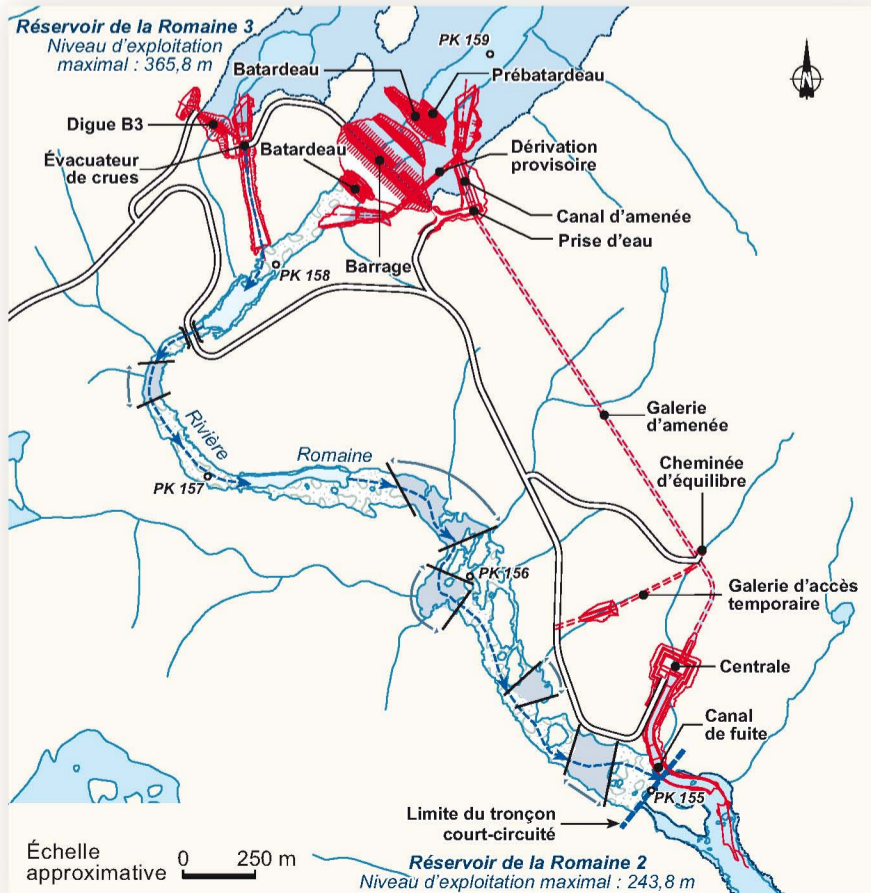 Réservoir de la Romaine 3
Niveau d'exploitation
maximal : 365,8 m
PK 159
N
Batardeau
Prébatardeau
Digue B3
Évacuateur
de crues
Batardeau
Dérivation
provisoire
Canal d'amenée
Prise d'eau
PK 158
Barrage
Galerie
d'amenée
Rivière
Romaine
Cheminée
d'équilibre
PK 157
PK 156
Galerie d'accès
temporaire
Centrale
Canal
de fuite
PK 155
Limite du tronçon
court-circuité
Échelle
approximative
0 250 m
Réservoir de la Romaine 2
Niveau d'exploitation maximal : 243,8 m